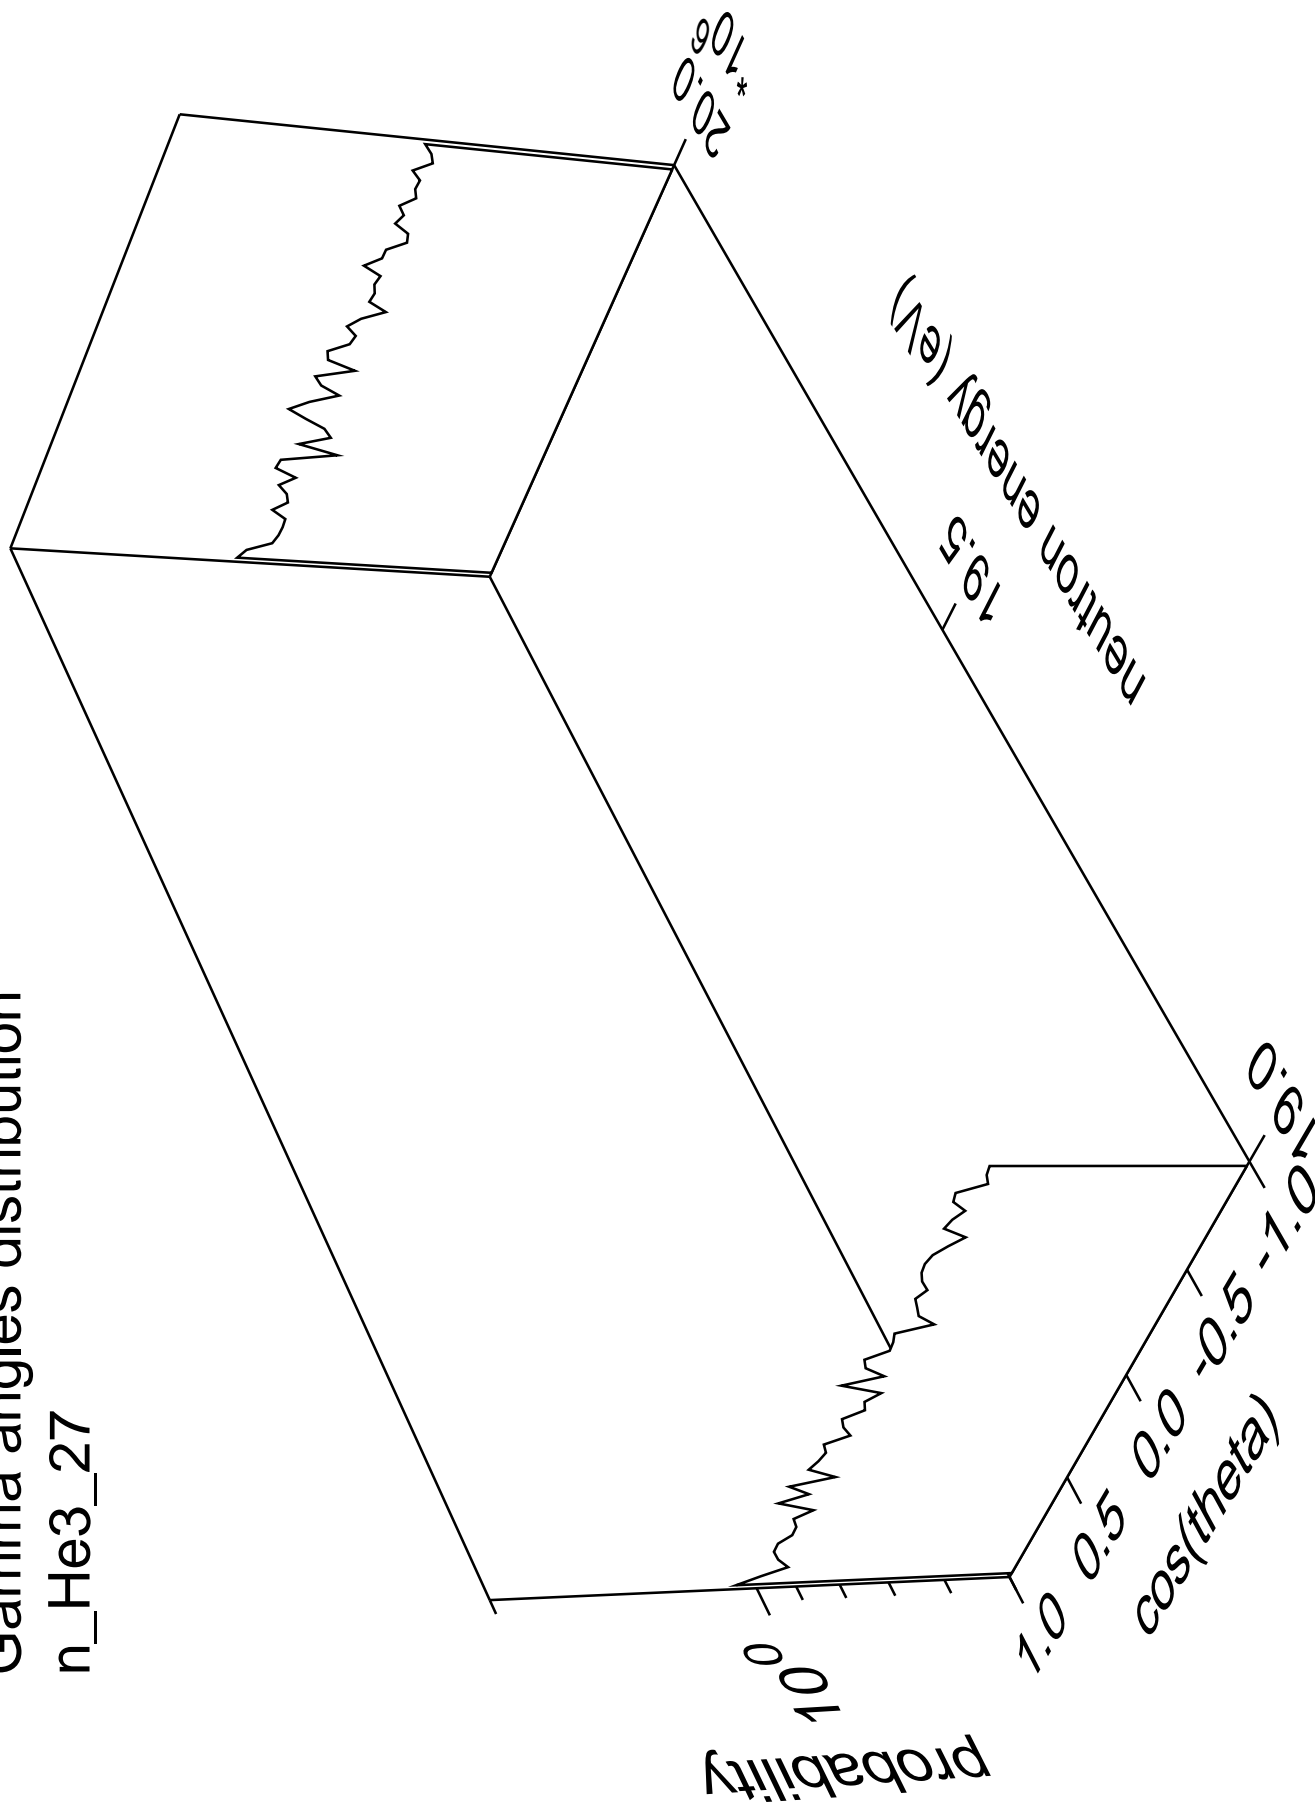 Gamma angles distribution
n_He3_27
probability
10^0
1.0
0.5
0.0
-0.5
-1.0
cos(theta)
19.0
19.5
20.0
*10^6
neutron energy (eV)